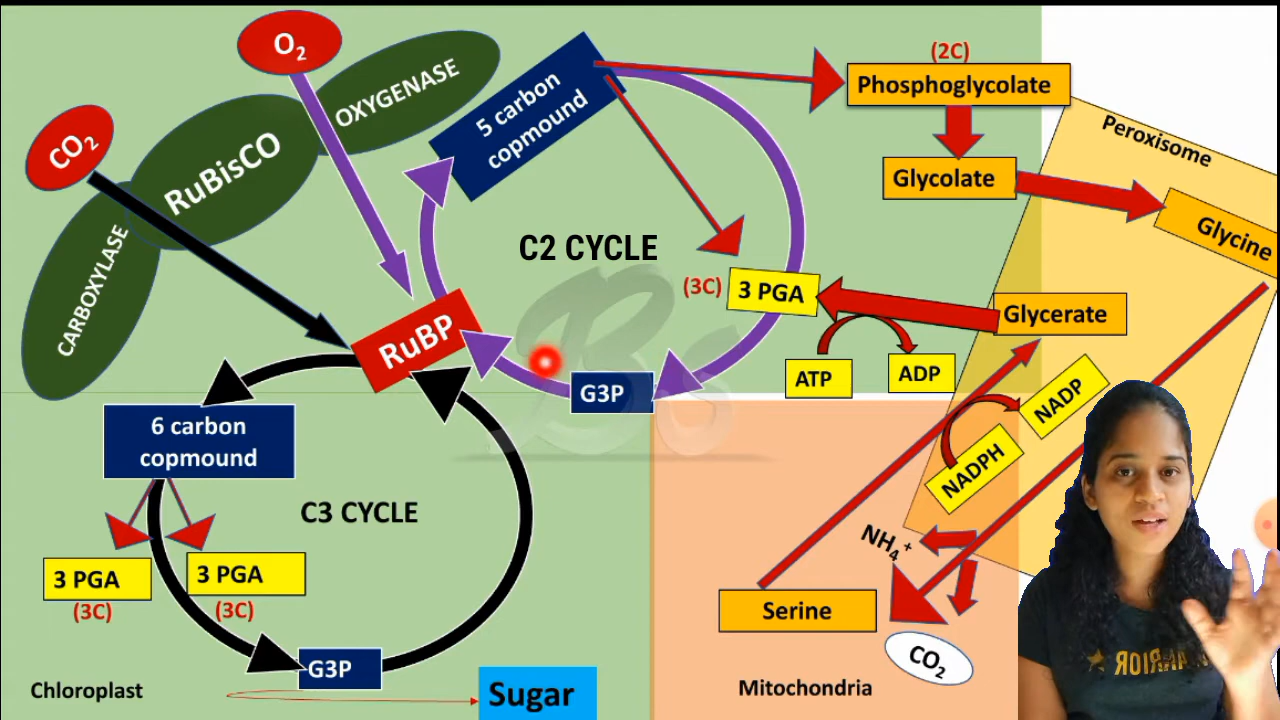 O2
OXYGENASE
CO2
RuBisCO
CARBOXYLASE
5 carbon
copmound
(2C)
Phosphoglycolate
Peroxisome
Glycolate
Glycine
C2 CYCLE
(3C)
3 PGA
Glycerate
RuBP
ATP
ADP
G3P
NADP
NADPH
6 carbon
copmound
C3 CYCLE
NH4+
3 PGA
(3C)
3 PGA
(3C)
Serine
CO2
G3P
Chloroplast
Sugar
Mitochondria
Bs
WARRIOR